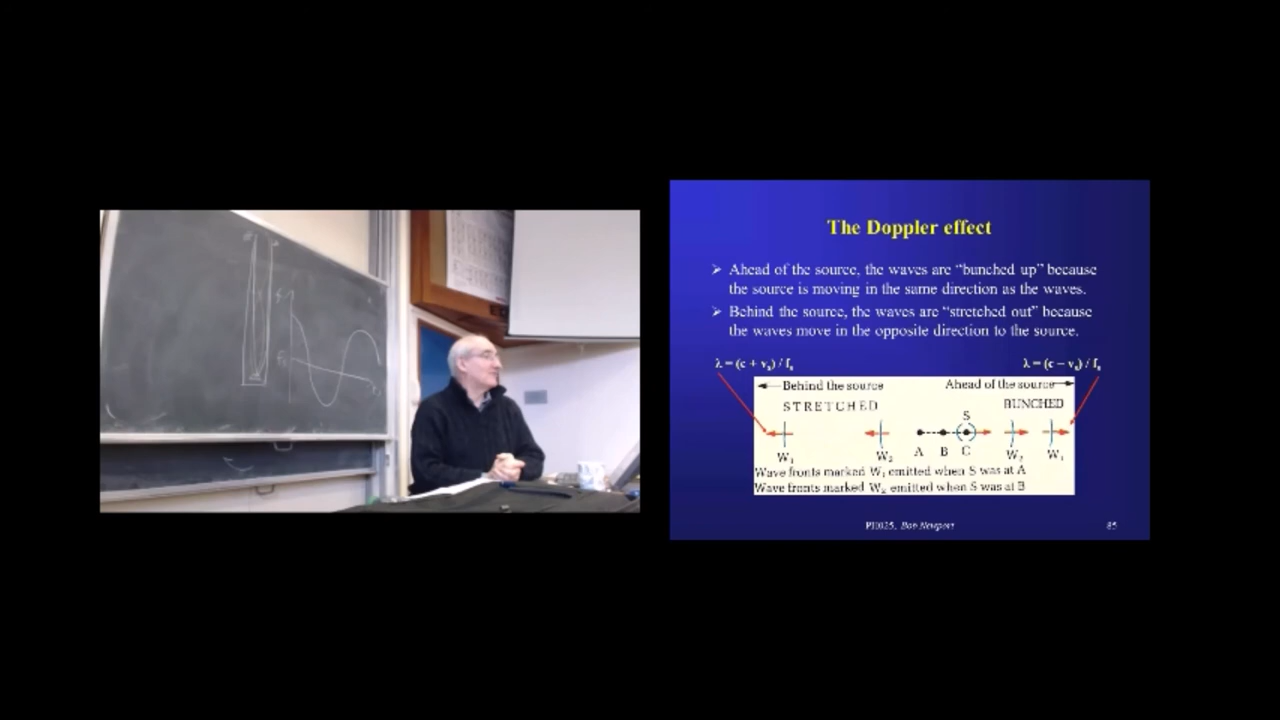 The Doppler effect
➢ Ahead of the source, the waves are “bunched up” because
the source is moving in the same direction as the waves.
➢ Behind the source, the waves are “stretched out” because
the waves move in the opposite direction to the source.
λ = (c + vₛ) / fₛ
λ = (c − vₛ) / fₛ
Behind the source
Ahead of the source
STRETCHED
BUNCHED
S
A B C
W₁
W₂
W₂
W₁
Wave fronts marked W₁ emitted when S was at A
Wave fronts marked W₂ emitted when S was at B
PH025, Bob Newport
85